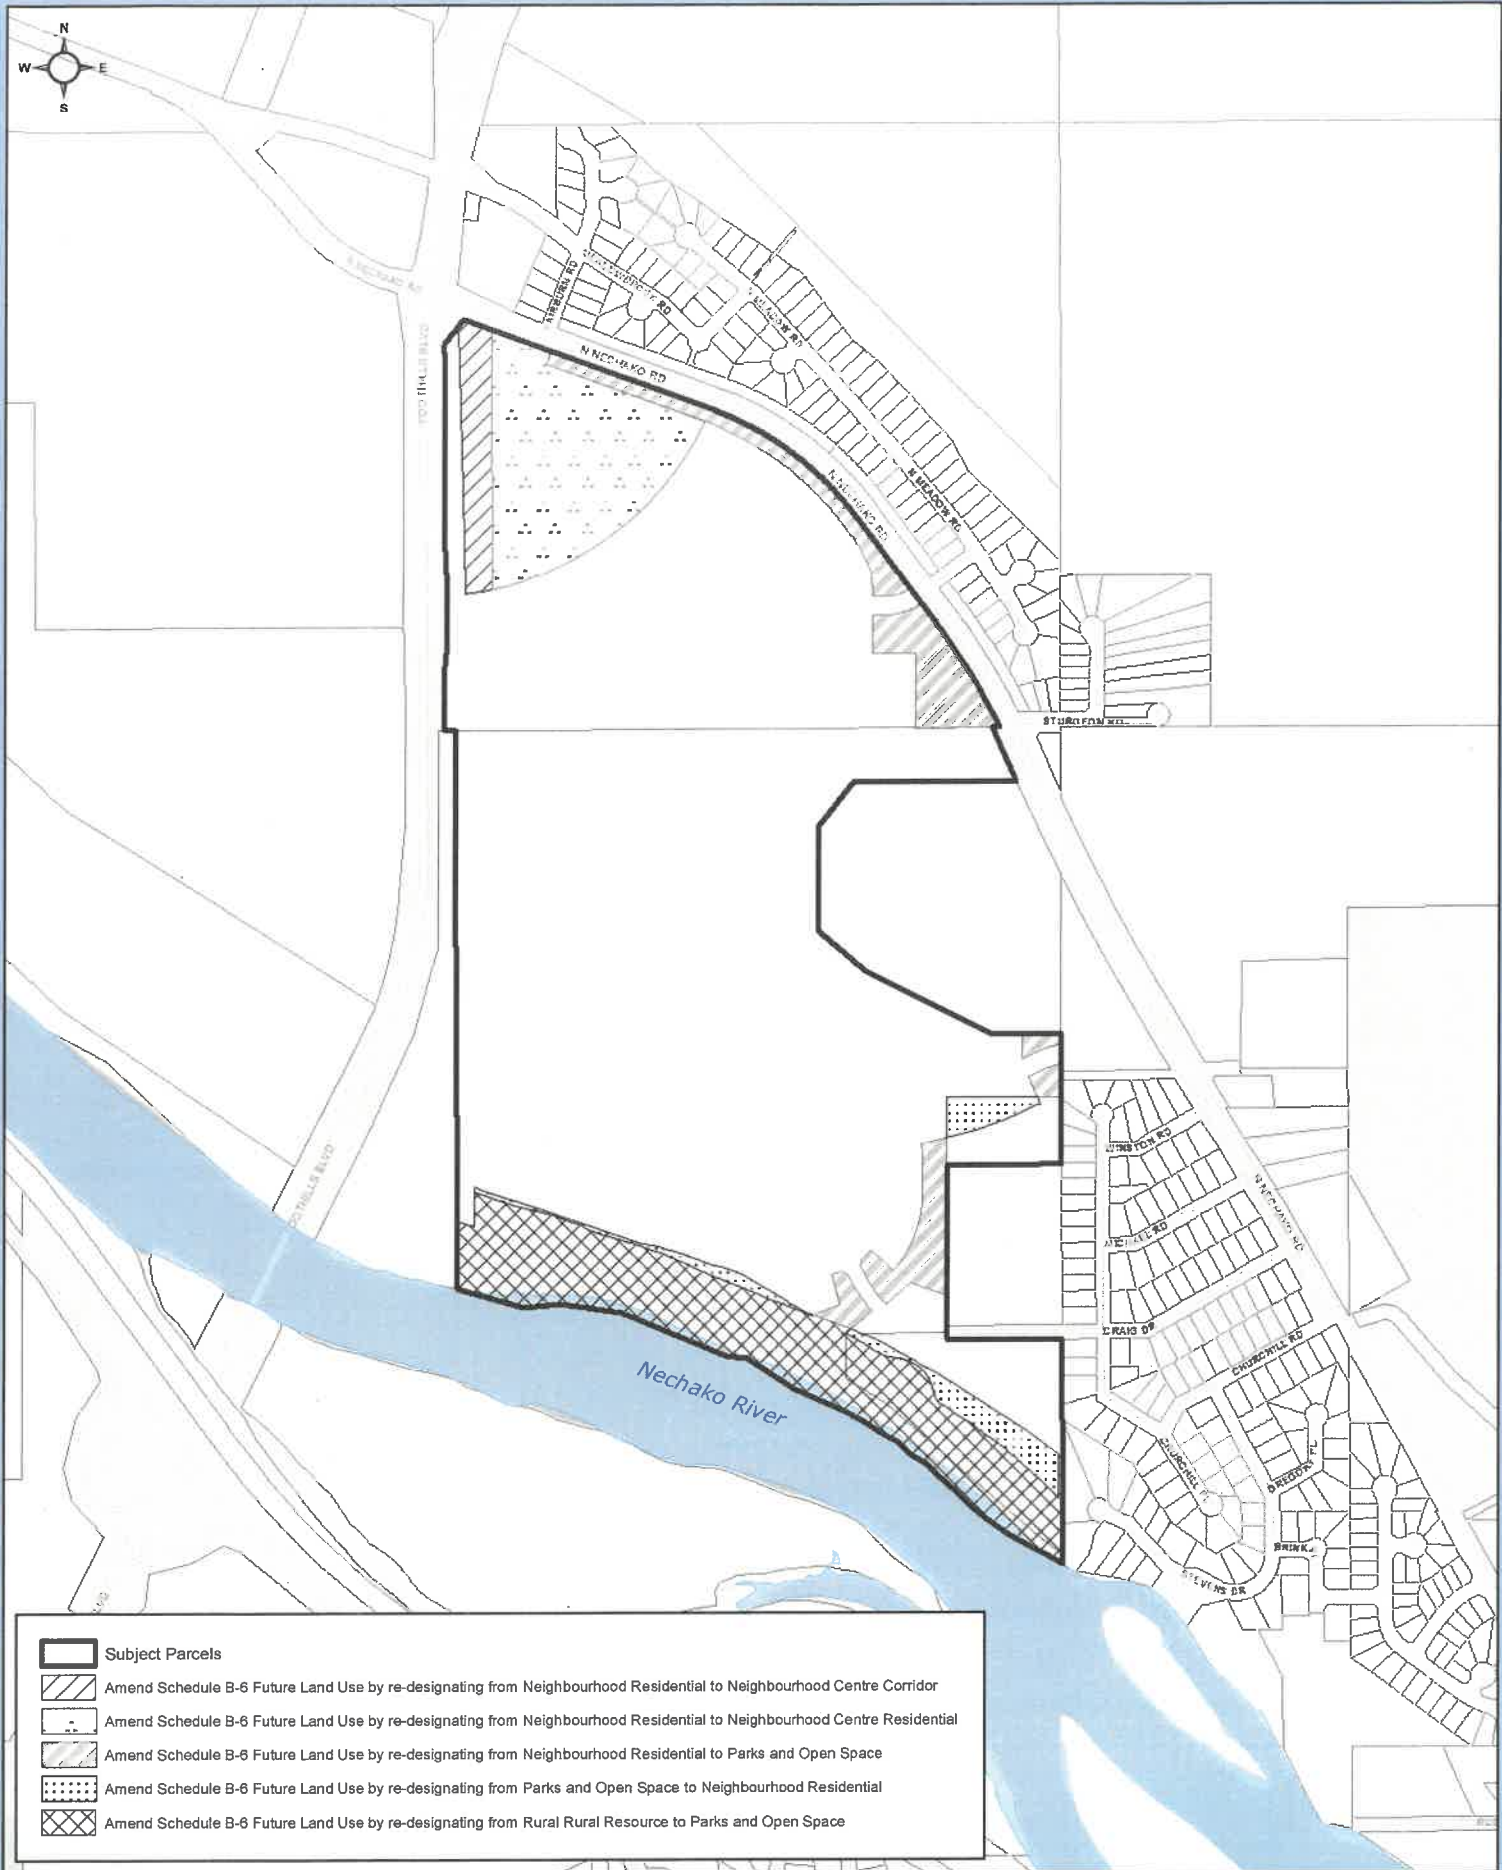 N
W E
S
N NECHAKO RD
FOOTHILLS BLVD
N NECHAKO RD
N MEADOW RD
N NECHAKO RD
N MEADOW RD
STURGEON RD
WINSTON RD
MICHAEL RD
N NECHAKO RD
FOOTHILLS BLVD
CRAIG DR
CHURCHILL RD
Nechako River
GREGORY PL
STEVENS DR
Subject Parcels
Amend Schedule B-6 Future Land Use by re-designating from Neighbourhood Residential to Neighbourhood Centre Corridor
Amend Schedule B-6 Future Land Use by re-designating from Neighbourhood Residential to Neighbourhood Centre Residential
Amend Schedule B-6 Future Land Use by re-designating from Neighbourhood Residential to Parks and Open Space
Amend Schedule B-6 Future Land Use by re-designating from Parks and Open Space to Neighbourhood Residential
Amend Schedule B-6 Future Land Use by re-designating from Rural Rural Resource to Parks and Open Space